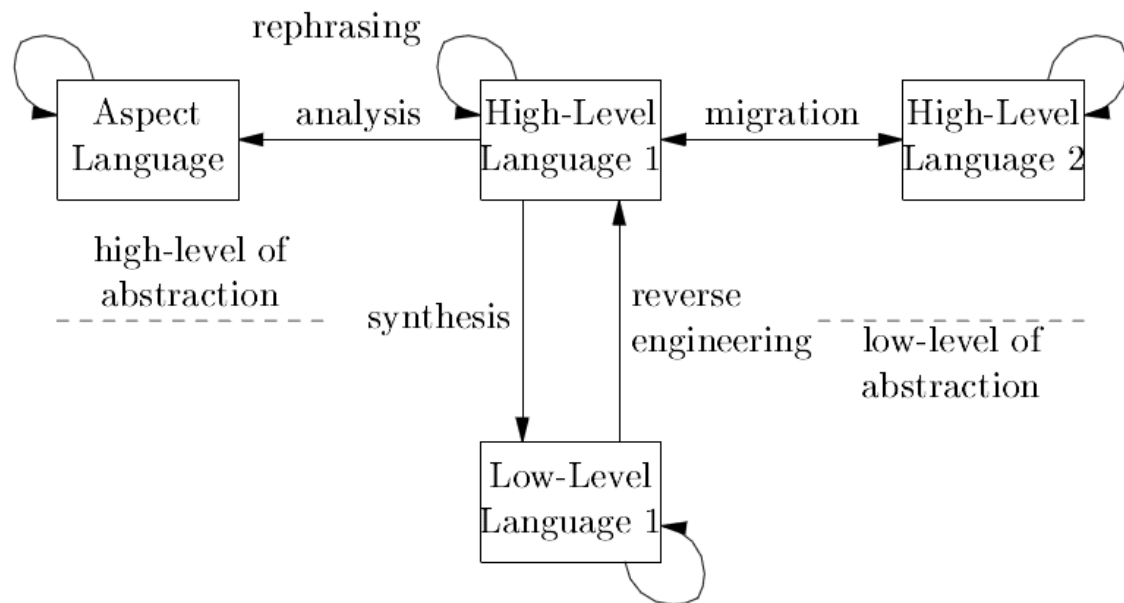 rephrasing
Aspect
Language
analysis
High-Level
Language 1
migration
High-Level
Language 2
high-level of
abstraction
synthesis
reverse
engineering
low-level of
abstraction
Low-Level
Language 1